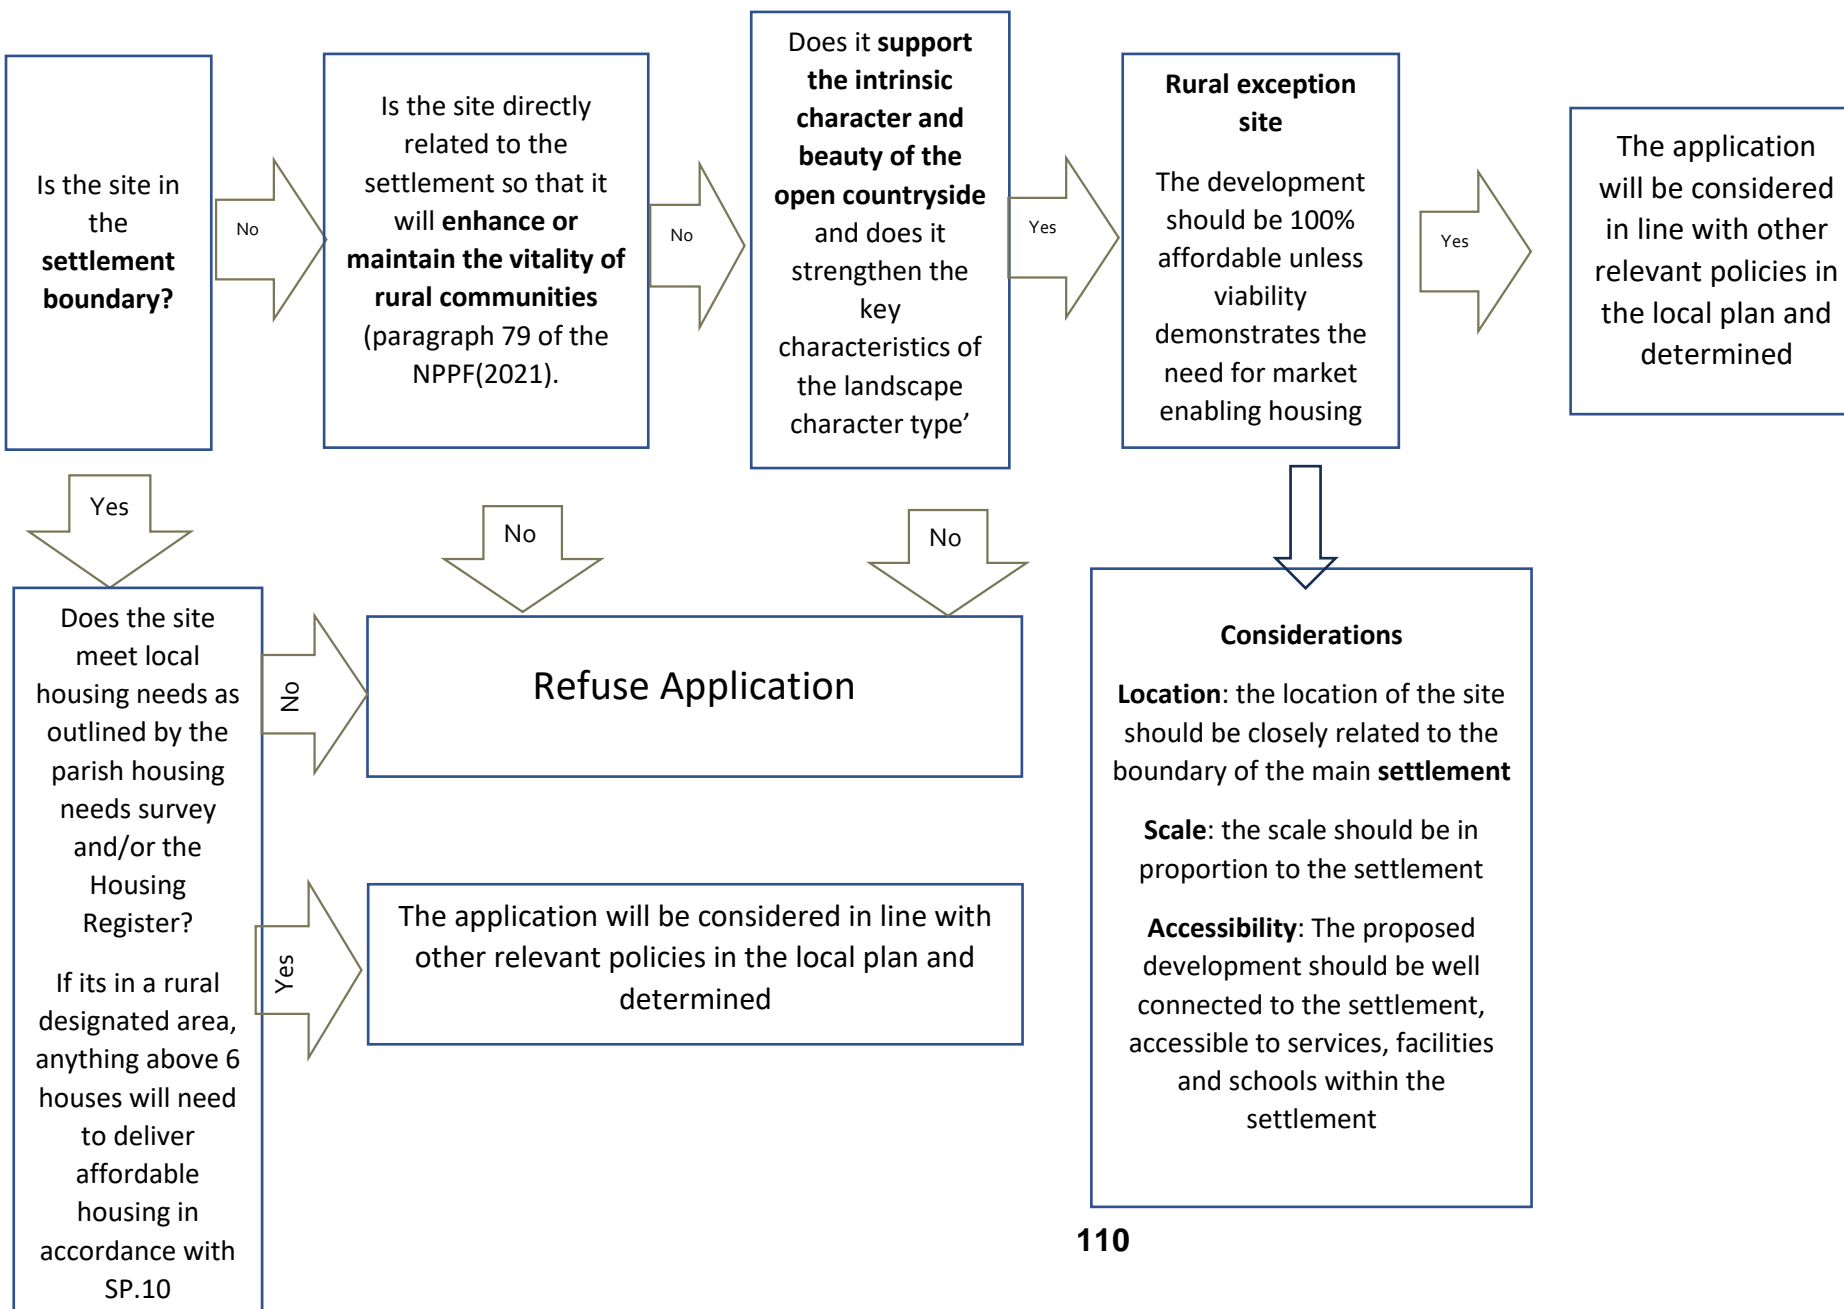 Is the site in
the
settlement
boundary?
No
Is the site directly
related to the
settlement so that it
will enhance or
maintain the vitality of
rural communities
(paragraph 79 of the
NPPF(2021).
No
Does it support
the intrinsic
character and
beauty of the
open countryside
and does it
strengthen the
key
characteristics of
the landscape
character type’
Yes
Rural exception
site
The development
should be 100%
affordable unless
viability
demonstrates the
need for market
enabling housing
Yes
The application
will be considered
in line with other
relevant policies in
the local plan and
determined
Yes
No
No
Does the site
meet local
housing needs as
outlined by the
parish housing
needs survey
and/or the
Housing
Register?
If its in a rural
designated area,
anything above 6
houses will need
to deliver
affordable
housing in
accordance with
SP.10
No
Refuse Application
Yes
The application will be considered in line with
other relevant policies in the local plan and
determined
Considerations
Location: the location of the site
should be closely related to the
boundary of the main settlement
Scale: the scale should be in
proportion to the settlement
Accessibility: The proposed
development should be well
connected to the settlement,
accessible to services, facilities
and schools within the
settlement
110